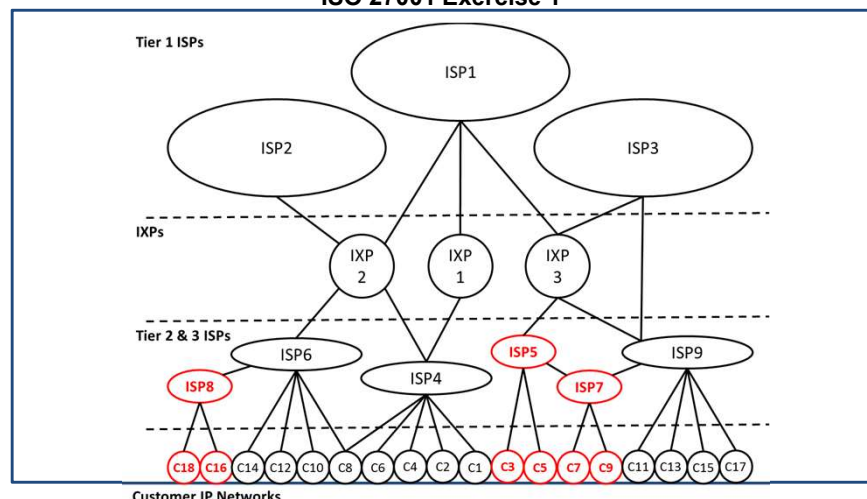 ISO 27001 Exercise 1
Tier 1 ISPs
ISP1
ISP2
ISP3
IXPs
IXP
2
IXP
1
IXP
3
Tier 2 & 3 ISPs
ISP6
ISP5
ISP9
ISP8
ISP4
ISP7
C18
C16
C14
C12
C10
C8
C6
C4
C2
C1
C3
C5
C7
C9
C11
C13
C15
C17
Customer IP Networks